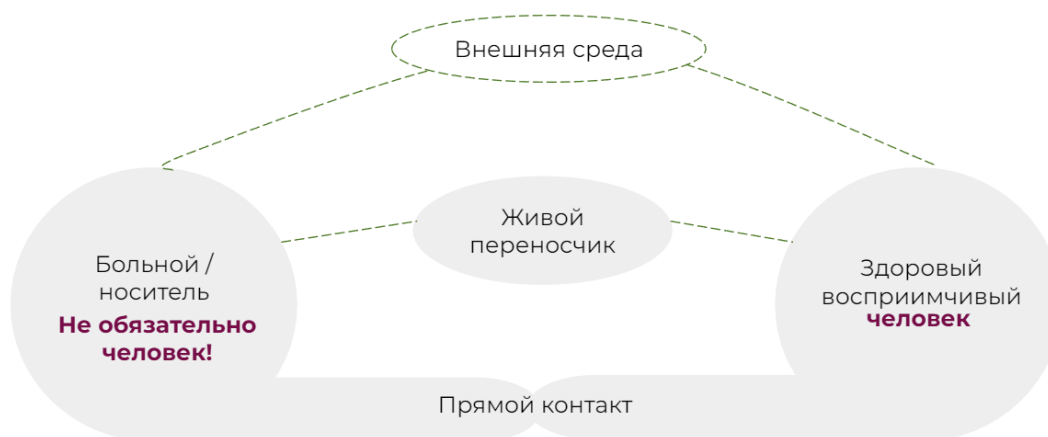 Внешняя среда
Живой
переносчик
Больной /
носитель
Не обязательно
человек!
Здоровый
восприимчивый
человек
Прямой контакт